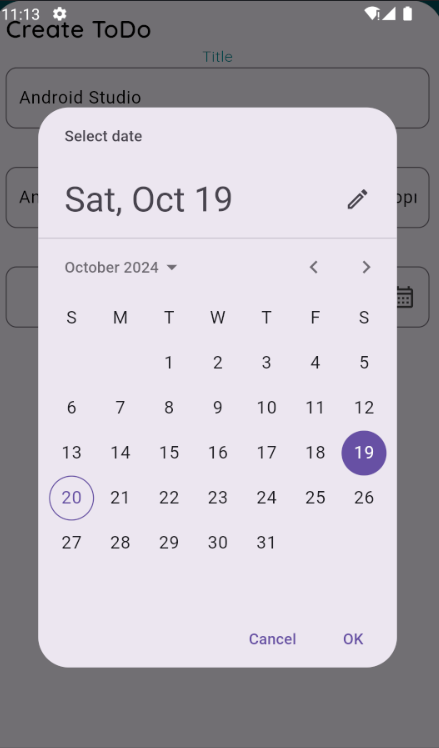 11:13
Create ToDo
Title
Android Studio
Select date
Sat, Oct 19
October 2024
S M T W T F S
1 2 3 4 5
6 7 8 9 10 11 12
13 14 15 16 17 18 19
20 21 22 23 24 25 26
27 28 29 30 31
Cancel OK